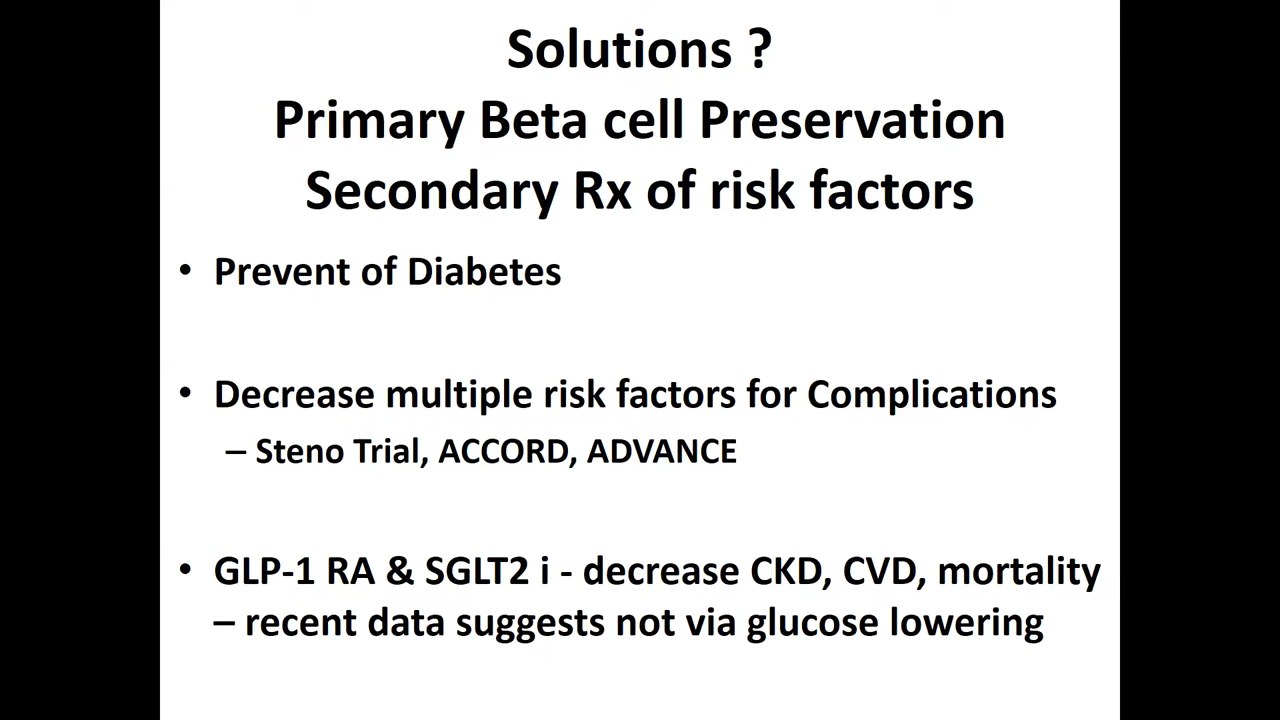 Solutions ?
Primary Beta cell Preservation
Secondary Rx of risk factors
• Prevent of Diabetes
• Decrease multiple risk factors for Complications
– Steno Trial, ACCORD, ADVANCE
• GLP-1 RA & SGLT2 i - decrease CKD, CVD, mortality
– recent data suggests not via glucose lowering